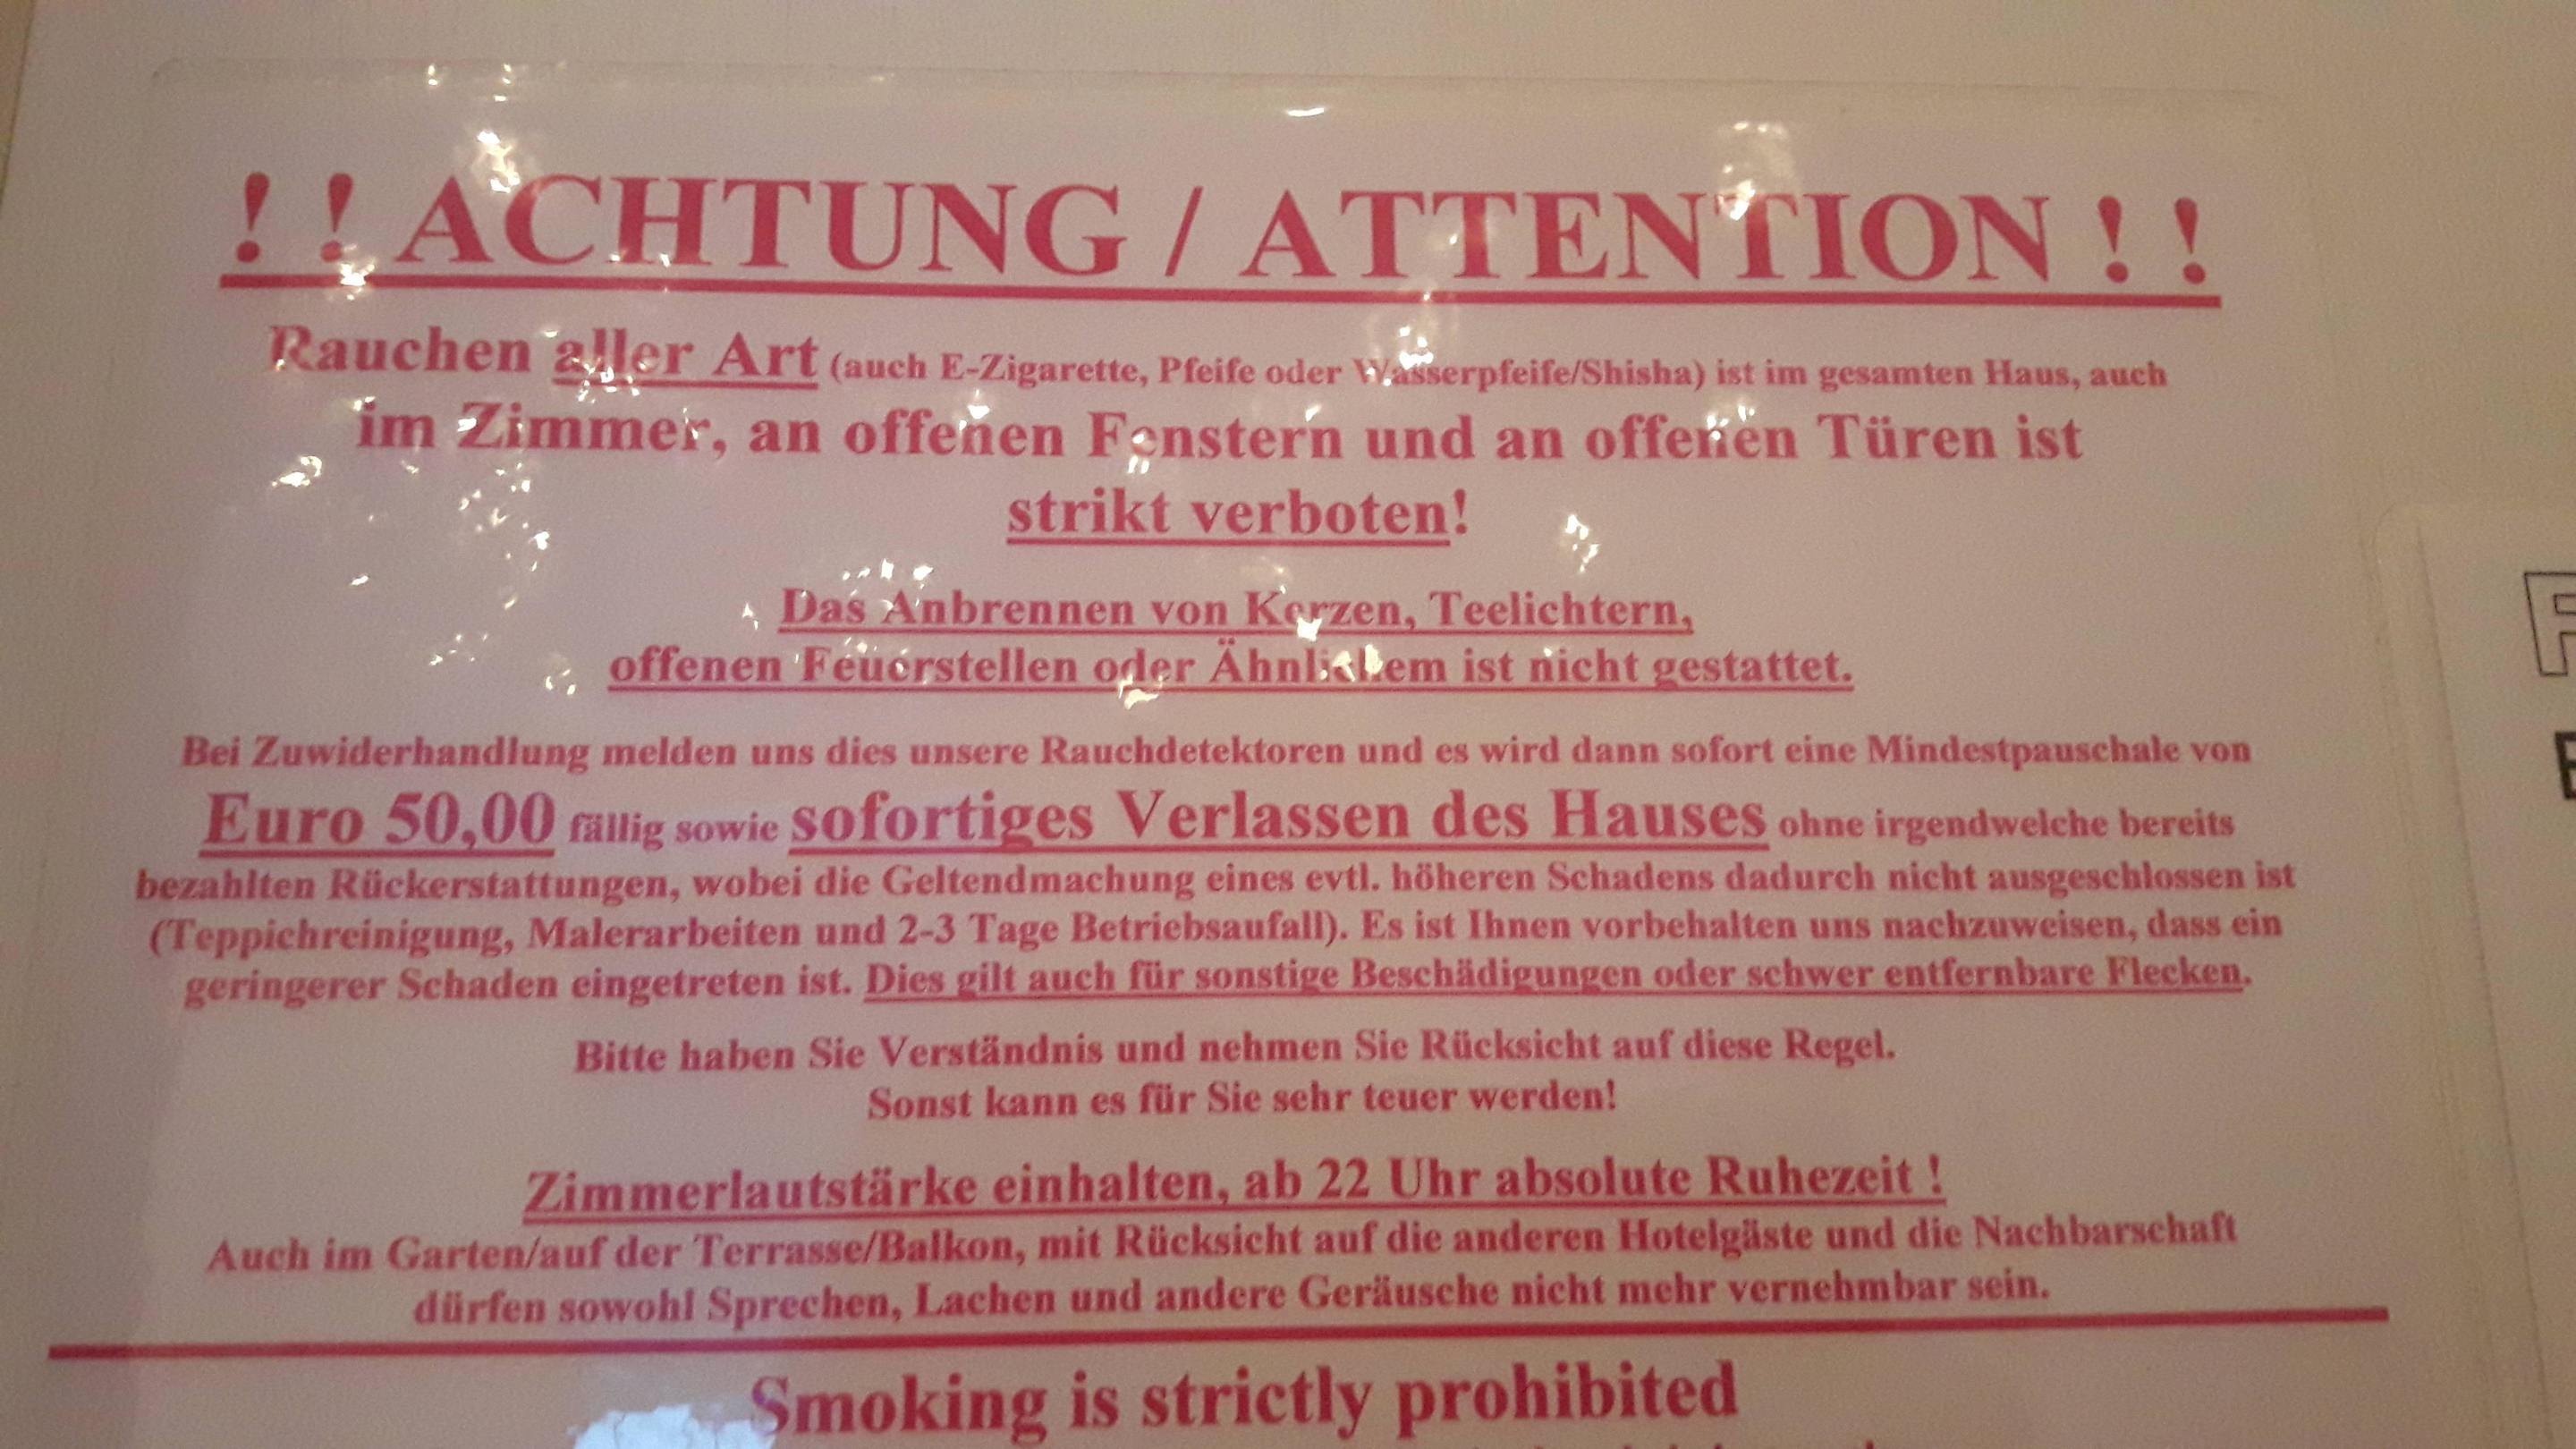 ! ! ACHTUNG / ATTENTION ! !
Rauchen aller Art (auch E-Zigarette, Pfeife oder Wasserpfeife/Shisha) ist im gesamten Haus, auch
im Zimmer, an offenen Fenstern und an offenen Türen ist
strikt verboten!
Das Anbrennen von Kerzen, Teelichtern,
offenen Feuerstellen oder Ähnlichem ist nicht gestattet.
Bei Zuwiderhandlung melden uns dies unsere Rauchdetektoren und es wird dann sofort eine Mindestpauschale von
Euro 50,00 fällig sowie sofortiges Verlassen des Hauses ohne irgendwelche bereits
bezahlten Rückerstattungen, wobei die Geltendmachung eines evtl. höheren Schadens dadurch nicht ausgeschlossen ist
(Teppichreinigung, Malerarbeiten und 2-3 Tage Betriebsaufall). Es ist Ihnen vorbehalten uns nachzuweisen, dass ein
geringerer Schaden eingetreten ist. Dies gilt auch für sonstige Beschädigungen oder schwer entfernbare Flecken.
Bitte haben Sie Verständnis und nehmen Sie Rücksicht auf diese Regel.
Sonst kann es für Sie sehr teuer werden!
Zimmerlautstärke einhalten, ab 22 Uhr absolute Ruhezeit !
Auch im Garten/auf der Terrasse/Balkon, mit Rücksicht auf die anderen Hotelgäste und die Nachbarschaft
dürfen sowohl Sprechen, Lachen und andere Geräusche nicht mehr vernehmbar sein.
Smoking is strictly prohibited